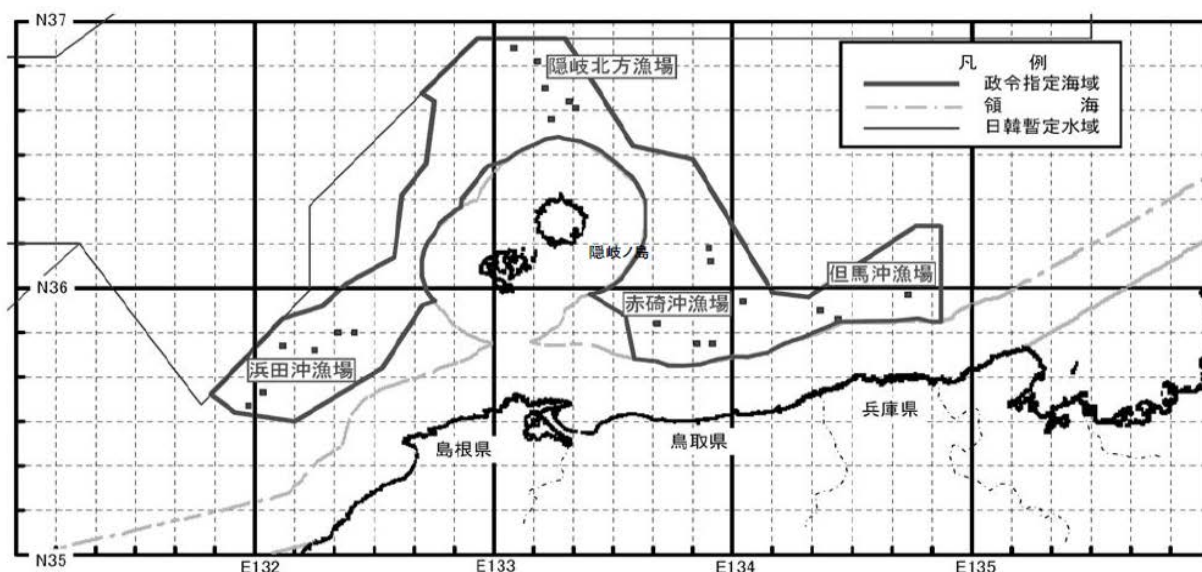 N37
凡 例
政令指定海域
領 海
日韓暫定水域
隠岐北方漁場
隠岐ノ島
但馬沖漁場
N36
赤碕沖漁場
浜田沖漁場
兵庫県
島根県
鳥取県
N35
E132
E133
E134
E135